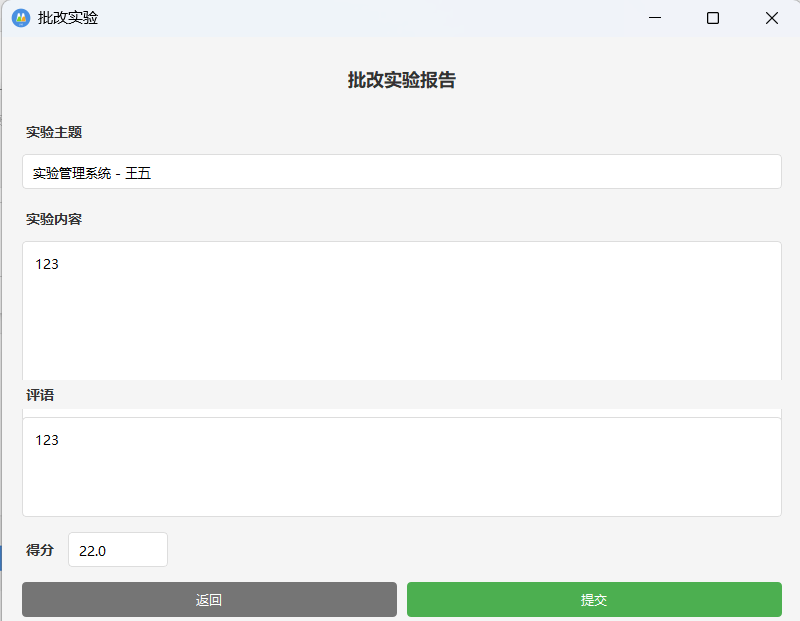 批改实验
批改实验报告
实验主题
实验管理系统 - 王五
实验内容
123
评语
123
得分 22.0
返回 提交